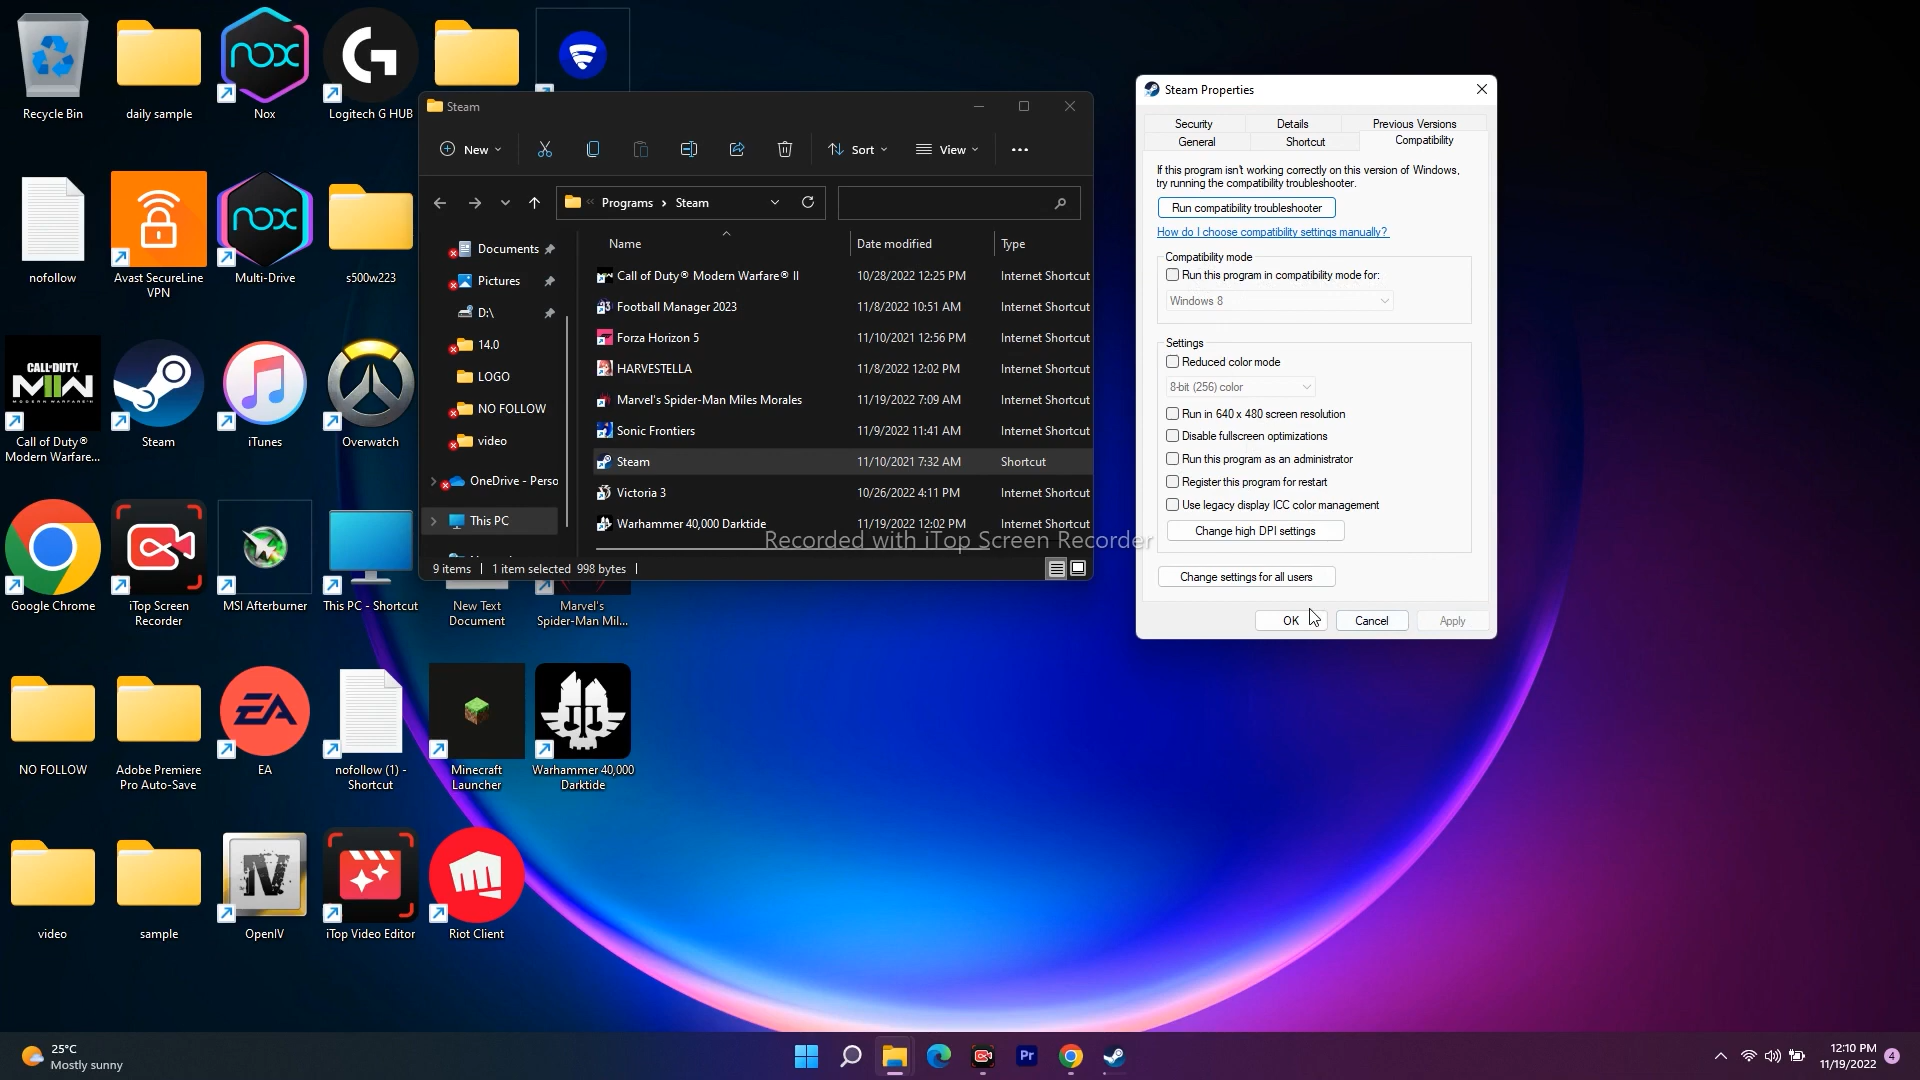 Recycle Bin
daily sample
Nox
Logitech G HUB
nofollow
Avast SecureLine
VPN
Multi-Drive
s500w223
CALL OF DUTY
MWII
MODERN WARFARE II
Call of Duty®
Modern Warfare...
Steam
iTunes
Overwatch
Google Chrome
iTop Screen
Recorder
MSI Afterburner
This PC - Shortcut
New Text
Document
Marvel's
Spider-Man Mil...
NO FOLLOW
Adobe Premiere
Pro Auto-Save
EA
EA
nofollow (1) -
Shortcut
Minecraft
Launcher
Warhammer 40,000
Darktide
video
sample
IV
OpenIV
iTop Video Editor
Riot Client
Steam
New
Sort
View
Programs > Steam
Name
Date modified
Type
Documents
Pictures
D:\
14.0
LOGO
NO FOLLOW
video
OneDrive - Perso
This PC
Call of Duty® Modern Warfare® II 10/28/2022 12:25 PM Internet Shortcut
Football Manager 2023 11/8/2022 10:51 AM Internet Shortcut
Forza Horizon 5 11/10/2021 12:56 PM Internet Shortcut
HARVESTELLA 11/8/2022 12:02 PM Internet Shortcut
Marvel's Spider-Man Miles Morales 11/19/2022 7:09 AM Internet Shortcut
Sonic Frontiers 11/9/2022 11:41 AM Internet Shortcut
Steam 11/10/2021 7:32 AM Shortcut
Victoria 3 10/26/2022 4:11 PM Internet Shortcut
Warhammer 40,000 Darktide 11/19/2022 12:02 PM Internet Shortcut
9 items 1 item selected 998 bytes
Recorded with iTop Screen Recorder
Steam Properties
Security Details Previous Versions
General Shortcut Compatibility
If this program isn't working correctly on this version of Windows,
try running the compatibility troubleshooter.
Run compatibility troubleshooter
How do I choose compatibility settings manually?
Compatibility mode
Run this program in compatibility mode for:
Windows 8
Settings
Reduced color mode
8-bit (256) color
Run in 640 x 480 screen resolution
Disable fullscreen optimizations
Run this program as an administrator
Register this program for restart
Use legacy display ICC color management
Change high DPI settings
Change settings for all users
OK Cancel Apply
25°C
Mostly sunny
Pr
12:10 PM
11/19/2022
4